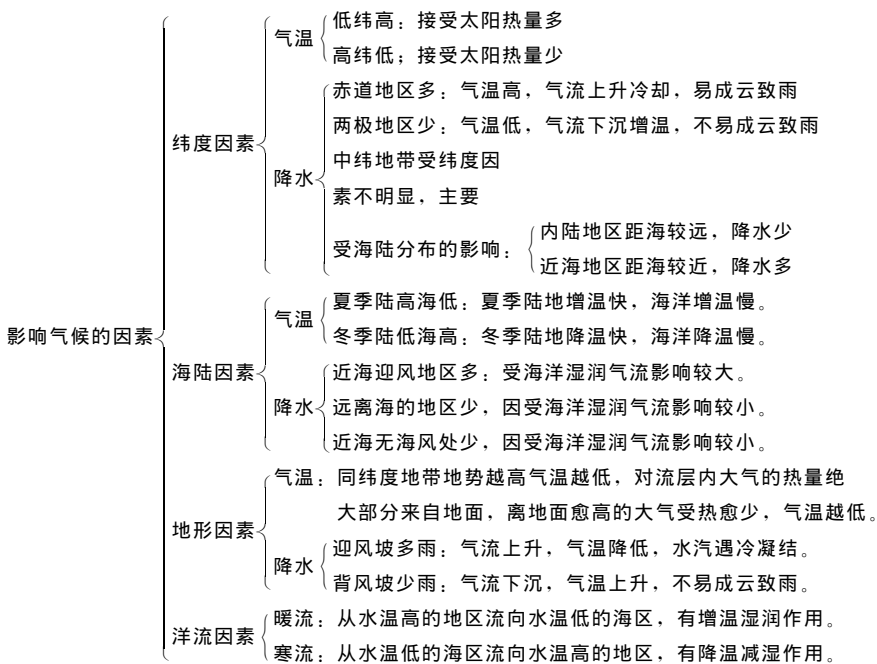 影响气候的因素
纬度因素
气温
低纬高：接受太阳热量多
高纬低；接受太阳热量少
降水
赤道地区多：气温高，气流上升冷却，易成云致雨
两极地区少：气温低，气流下沉增温，不易成云致雨
中纬地带受纬度因
素不明显，主要
受海陆分布的影响：
内陆地区距海较远，降水少
近海地区距海较近，降水多
海陆因素
气温
夏季陆高海低：夏季陆地增温快，海洋增温慢。
冬季陆低海高：冬季陆地降温快，海洋降温慢。
降水
近海迎风地区多：受海洋湿润气流影响较大。
远离海的地区少，因受海洋湿润气流影响较小。
近海无海风处少，因受海洋湿润气流影响较小。
地形因素
气温：同纬度地带地势越高气温越低，对流层内大气的热量绝
大部分来自地面，离地面愈高的大气受热愈少，气温越低。
降水
迎风坡多雨：气流上升，气温降低，水汽遇冷凝结。
背风坡少雨：气流下沉，气温上升，不易成云致雨。
洋流因素
暖流：从水温高的地区流向水温低的海区，有增温湿润作用。
寒流：从水温低的海区流向水温高的地区，有降温减湿作用。